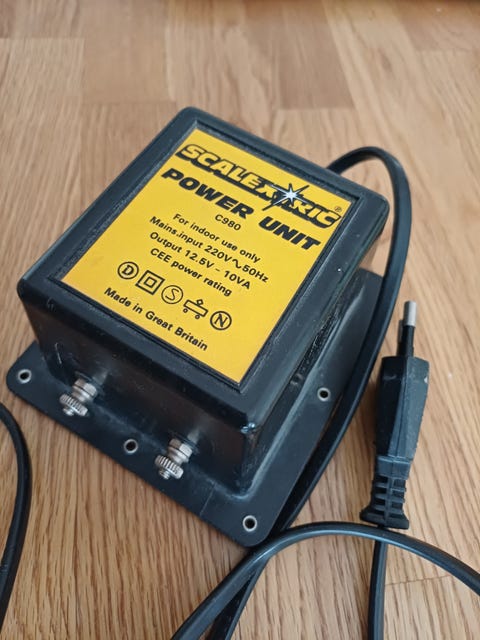 SCALEXTRIC®
POWER UNIT
C980
For indoor use only
Mains.input 220V∿50Hz
Output 12.5V - 10VA
CEE power rating
D S N
Made in Great Britain